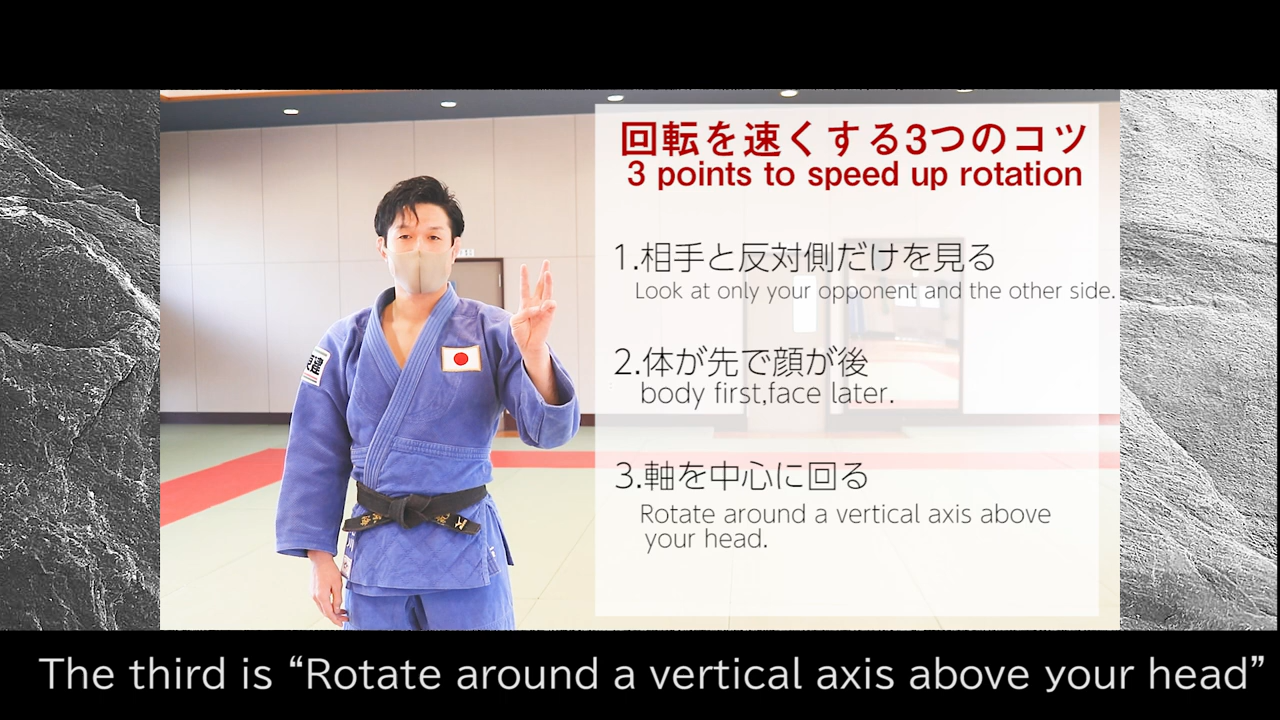 回転を速くする3つのコツ
3 points to speed up rotation
1.相手と反対側だけを見る
Look at only your opponent and the other side.
2.体が先で顔が後
body first,face later.
3.軸を中心に回る
Rotate around a vertical axis above
your head.
The third is “Rotate around a vertical axis above your head”